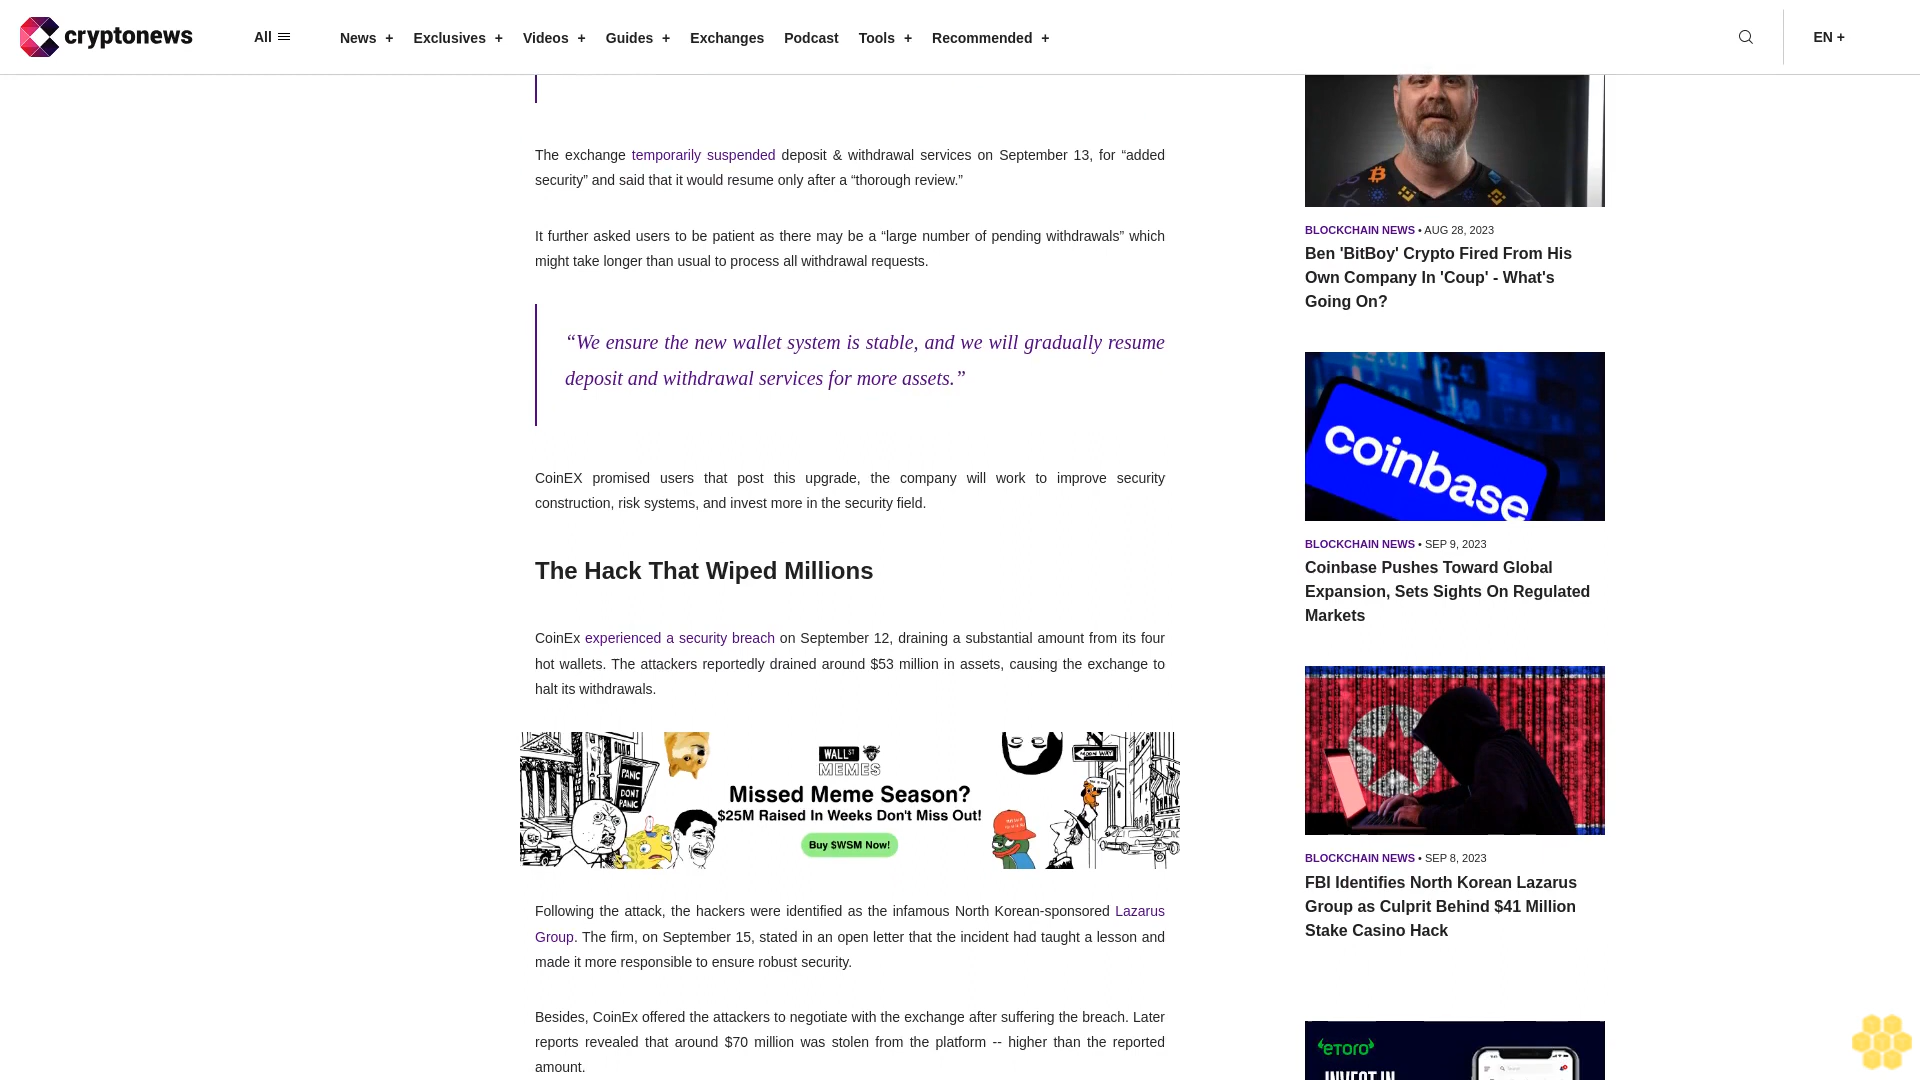 cryptonews
All
News +
Exclusives +
Videos +
Guides +
Exchanges
Podcast
Tools +
Recommended +
EN +
The exchange temporarily suspended deposit & withdrawal services on September 13, for “added
security” and said that it would resume only after a “thorough review.”
It further asked users to be patient as there may be a “large number of pending withdrawals” which
might take longer than usual to process all withdrawal requests.
“We ensure the new wallet system is stable, and we will gradually resume
deposit and withdrawal services for more assets.”
CoinEX promised users that post this upgrade, the company will work to improve security
construction, risk systems, and invest more in the security field.
The Hack That Wiped Millions
CoinEx experienced a security breach on September 12, draining a substantial amount from its four
hot wallets. The attackers reportedly drained around $53 million in assets, causing the exchange to
halt its withdrawals.
PANIC
DONT
PANIC
WALL ST
MEMES
Missed Meme Season?
$25M Raised In Weeks Don't Miss Out!
Buy $WSM Now!
Following the attack, the hackers were identified as the infamous North Korean-sponsored Lazarus
Group. The firm, on September 15, stated in an open letter that the incident had taught a lesson and
made it more responsible to ensure robust security.
Besides, CoinEx offered the attackers to negotiate with the exchange after suffering the breach. Later
reports revealed that around $70 million was stolen from the platform -- higher than the reported
amount.
BLOCKCHAIN NEWS • AUG 28, 2023
Ben 'BitBoy' Crypto Fired From His
Own Company In 'Coup' - What's
Going On?
coinbase
BLOCKCHAIN NEWS • SEP 9, 2023
Coinbase Pushes Toward Global
Expansion, Sets Sights On Regulated
Markets
BLOCKCHAIN NEWS • SEP 8, 2023
FBI Identifies North Korean Lazarus
Group as Culprit Behind $41 Million
Stake Casino Hack
eToro
INVEST IN